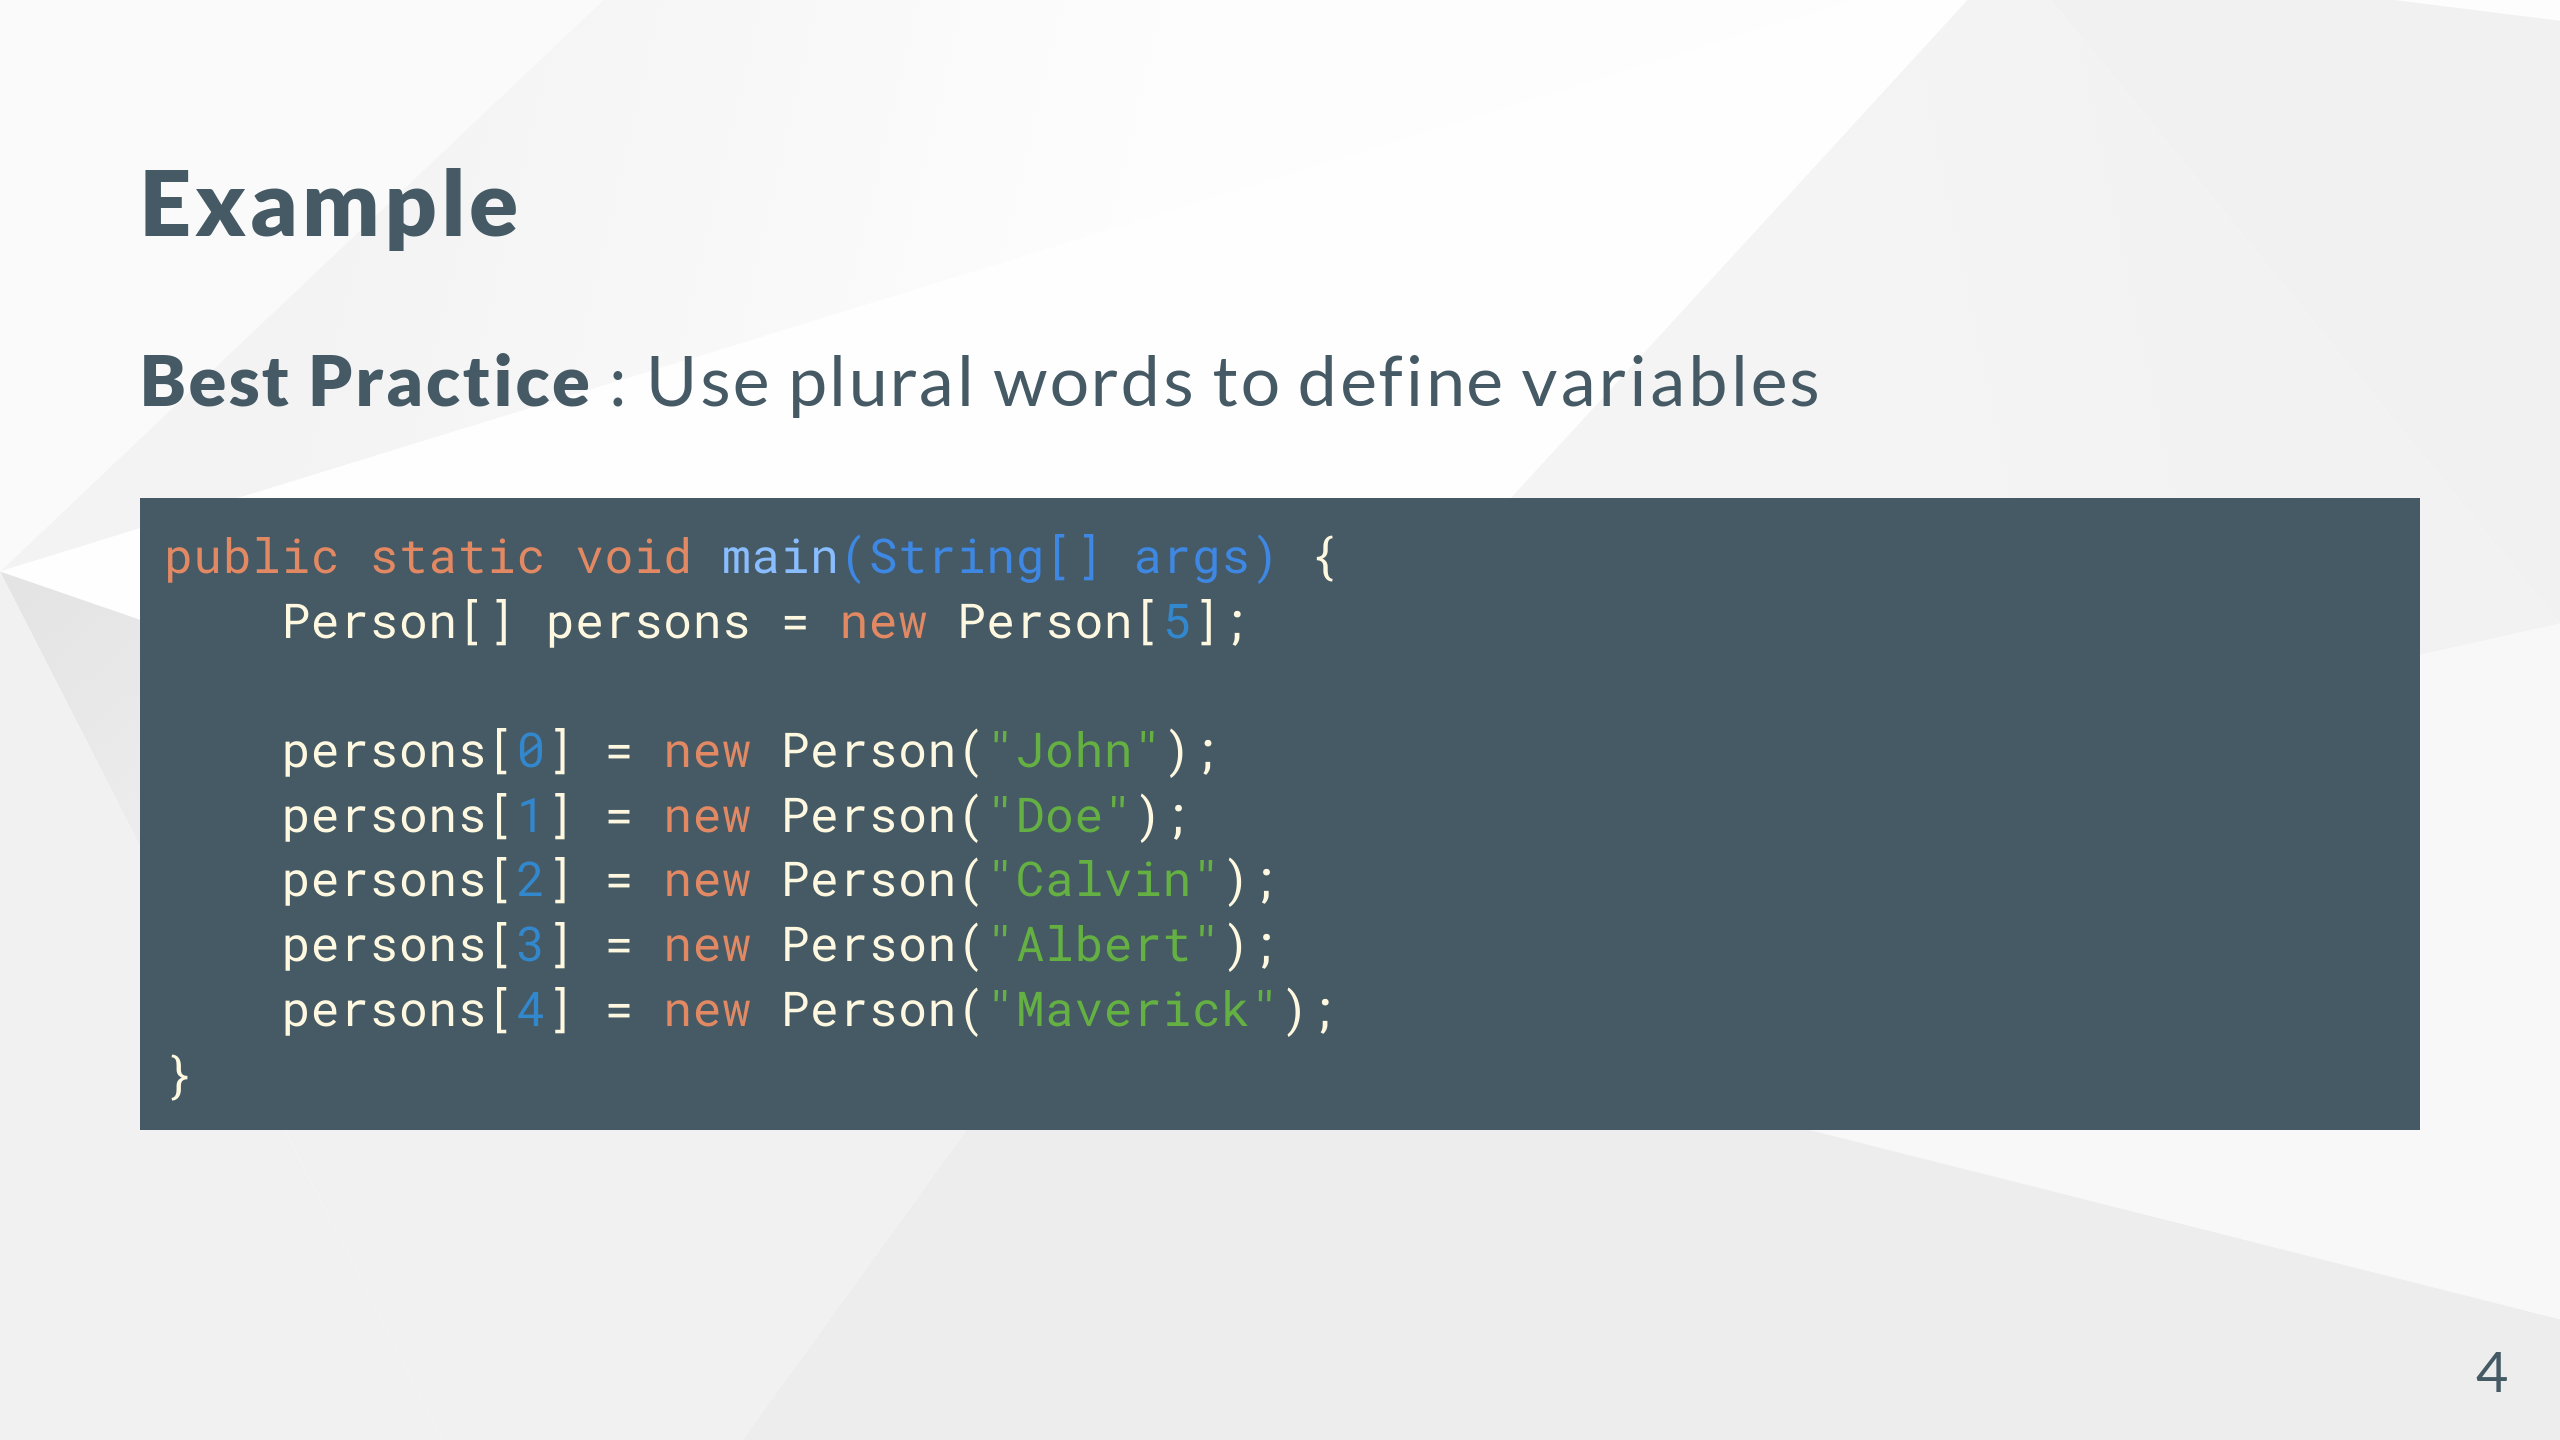 Example
Best Practice : Use plural words to define variables
public static void main(String[] args) {
    Person[] persons = new Person[5];

    persons[0] = new Person("John");
    persons[1] = new Person("Doe");
    persons[2] = new Person("Calvin");
    persons[3] = new Person("Albert");
    persons[4] = new Person("Maverick");
}
4